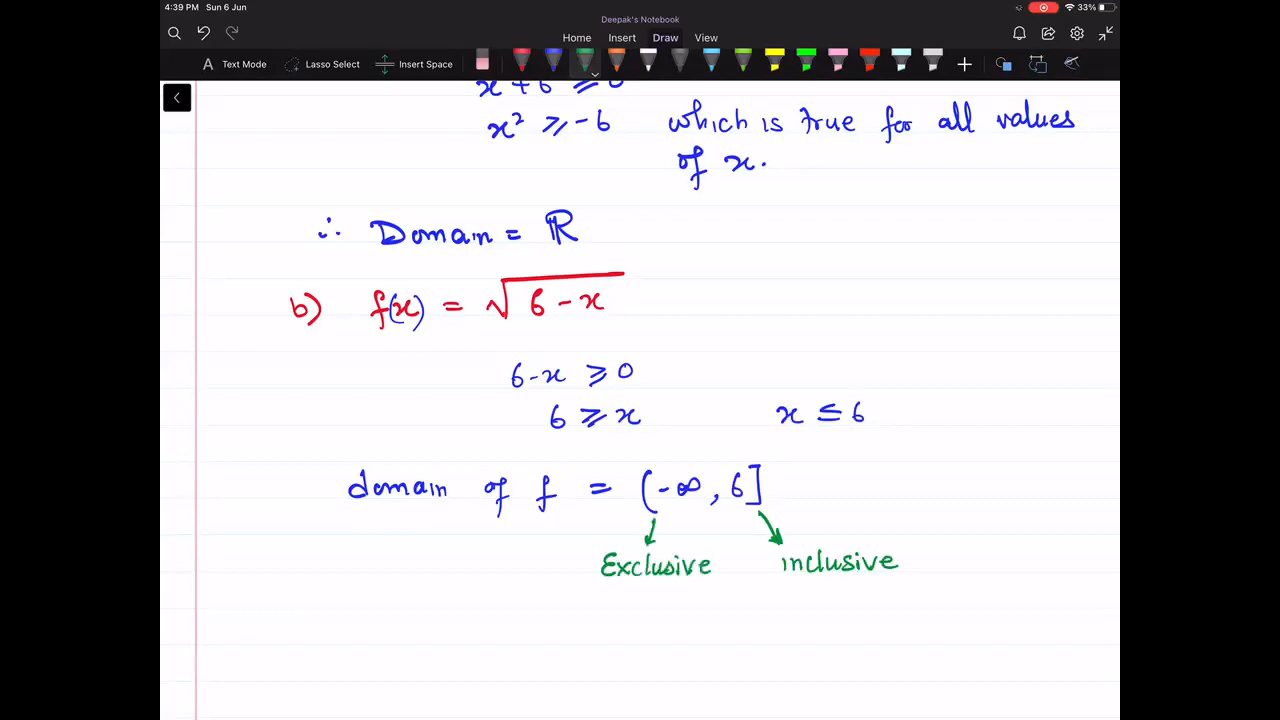 4:39 PM Sun 6 Jun
33%
Deepak's Notebook
Home Insert Draw View
Text Mode Lasso Select Insert Space
x² ≥ -6 which is true for all values
of x.
∴ Domain = ℝ
b) f(x) = √6-x
6-x ≥ 0
6 ≥ x x ≤ 6
domain of f = (-∞, 6]
Exclusive inclusive